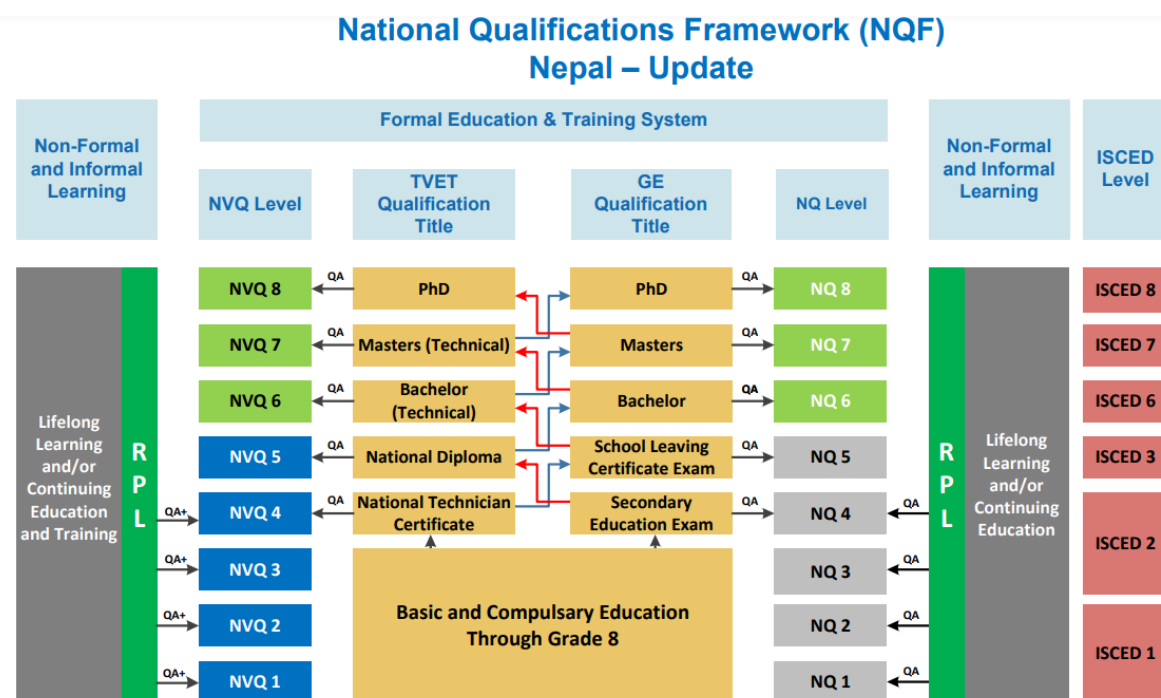 National Qualifications Framework (NQF)
Nepal – Update
Non-Formal
and Informal
Learning
Formal Education & Training System
Non-Formal
and Informal
Learning
ISCED
Level
NVQ Level
TVET
Qualification
Title
GE
Qualification
Title
NQ Level
NVQ 8
QA
PhD
PhD
QA
NQ 8
ISCED 8
NVQ 7
QA
Masters (Technical)
Masters
QA
NQ 7
ISCED 7
NVQ 6
QA
Bachelor
(Technical)
Bachelor
QA
NQ 6
ISCED 6
Lifelong
Learning
and/or
Continuing
Education
and Training
R
P
L
NVQ 5
QA
National Diploma
School Leaving
Certificate Exam
QA
NQ 5
R
P
L
Lifelong
Learning
and/or
Continuing
Education
ISCED 3
QA+
NVQ 4
QA
National Technician
Certificate
Secondary
Education Exam
QA
NQ 4
QA
ISCED 2
QA+
NVQ 3
Basic and Compulsary Education
Through Grade 8
NQ 3
QA
QA+
NVQ 2
NQ 2
QA
ISCED 1
QA+
NVQ 1
NQ 1
QA